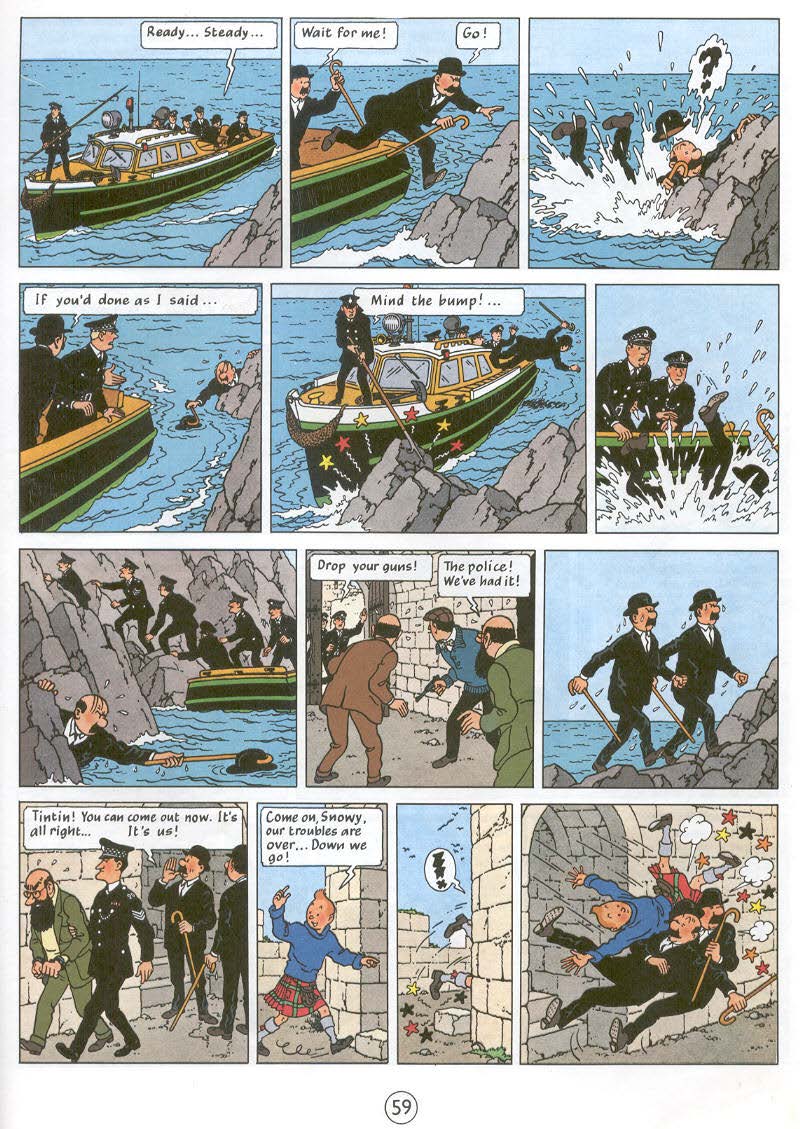 Ready... Steady...
Wait for me!
Go!
?
If you'd done as I said...
Mind the bump!...
Drop your guns!
The police!
We've had it!
Tintin! You can come out now. It's
all right... It's us!
Come on, Snowy,
our troubles are
over... Down we
go!
59